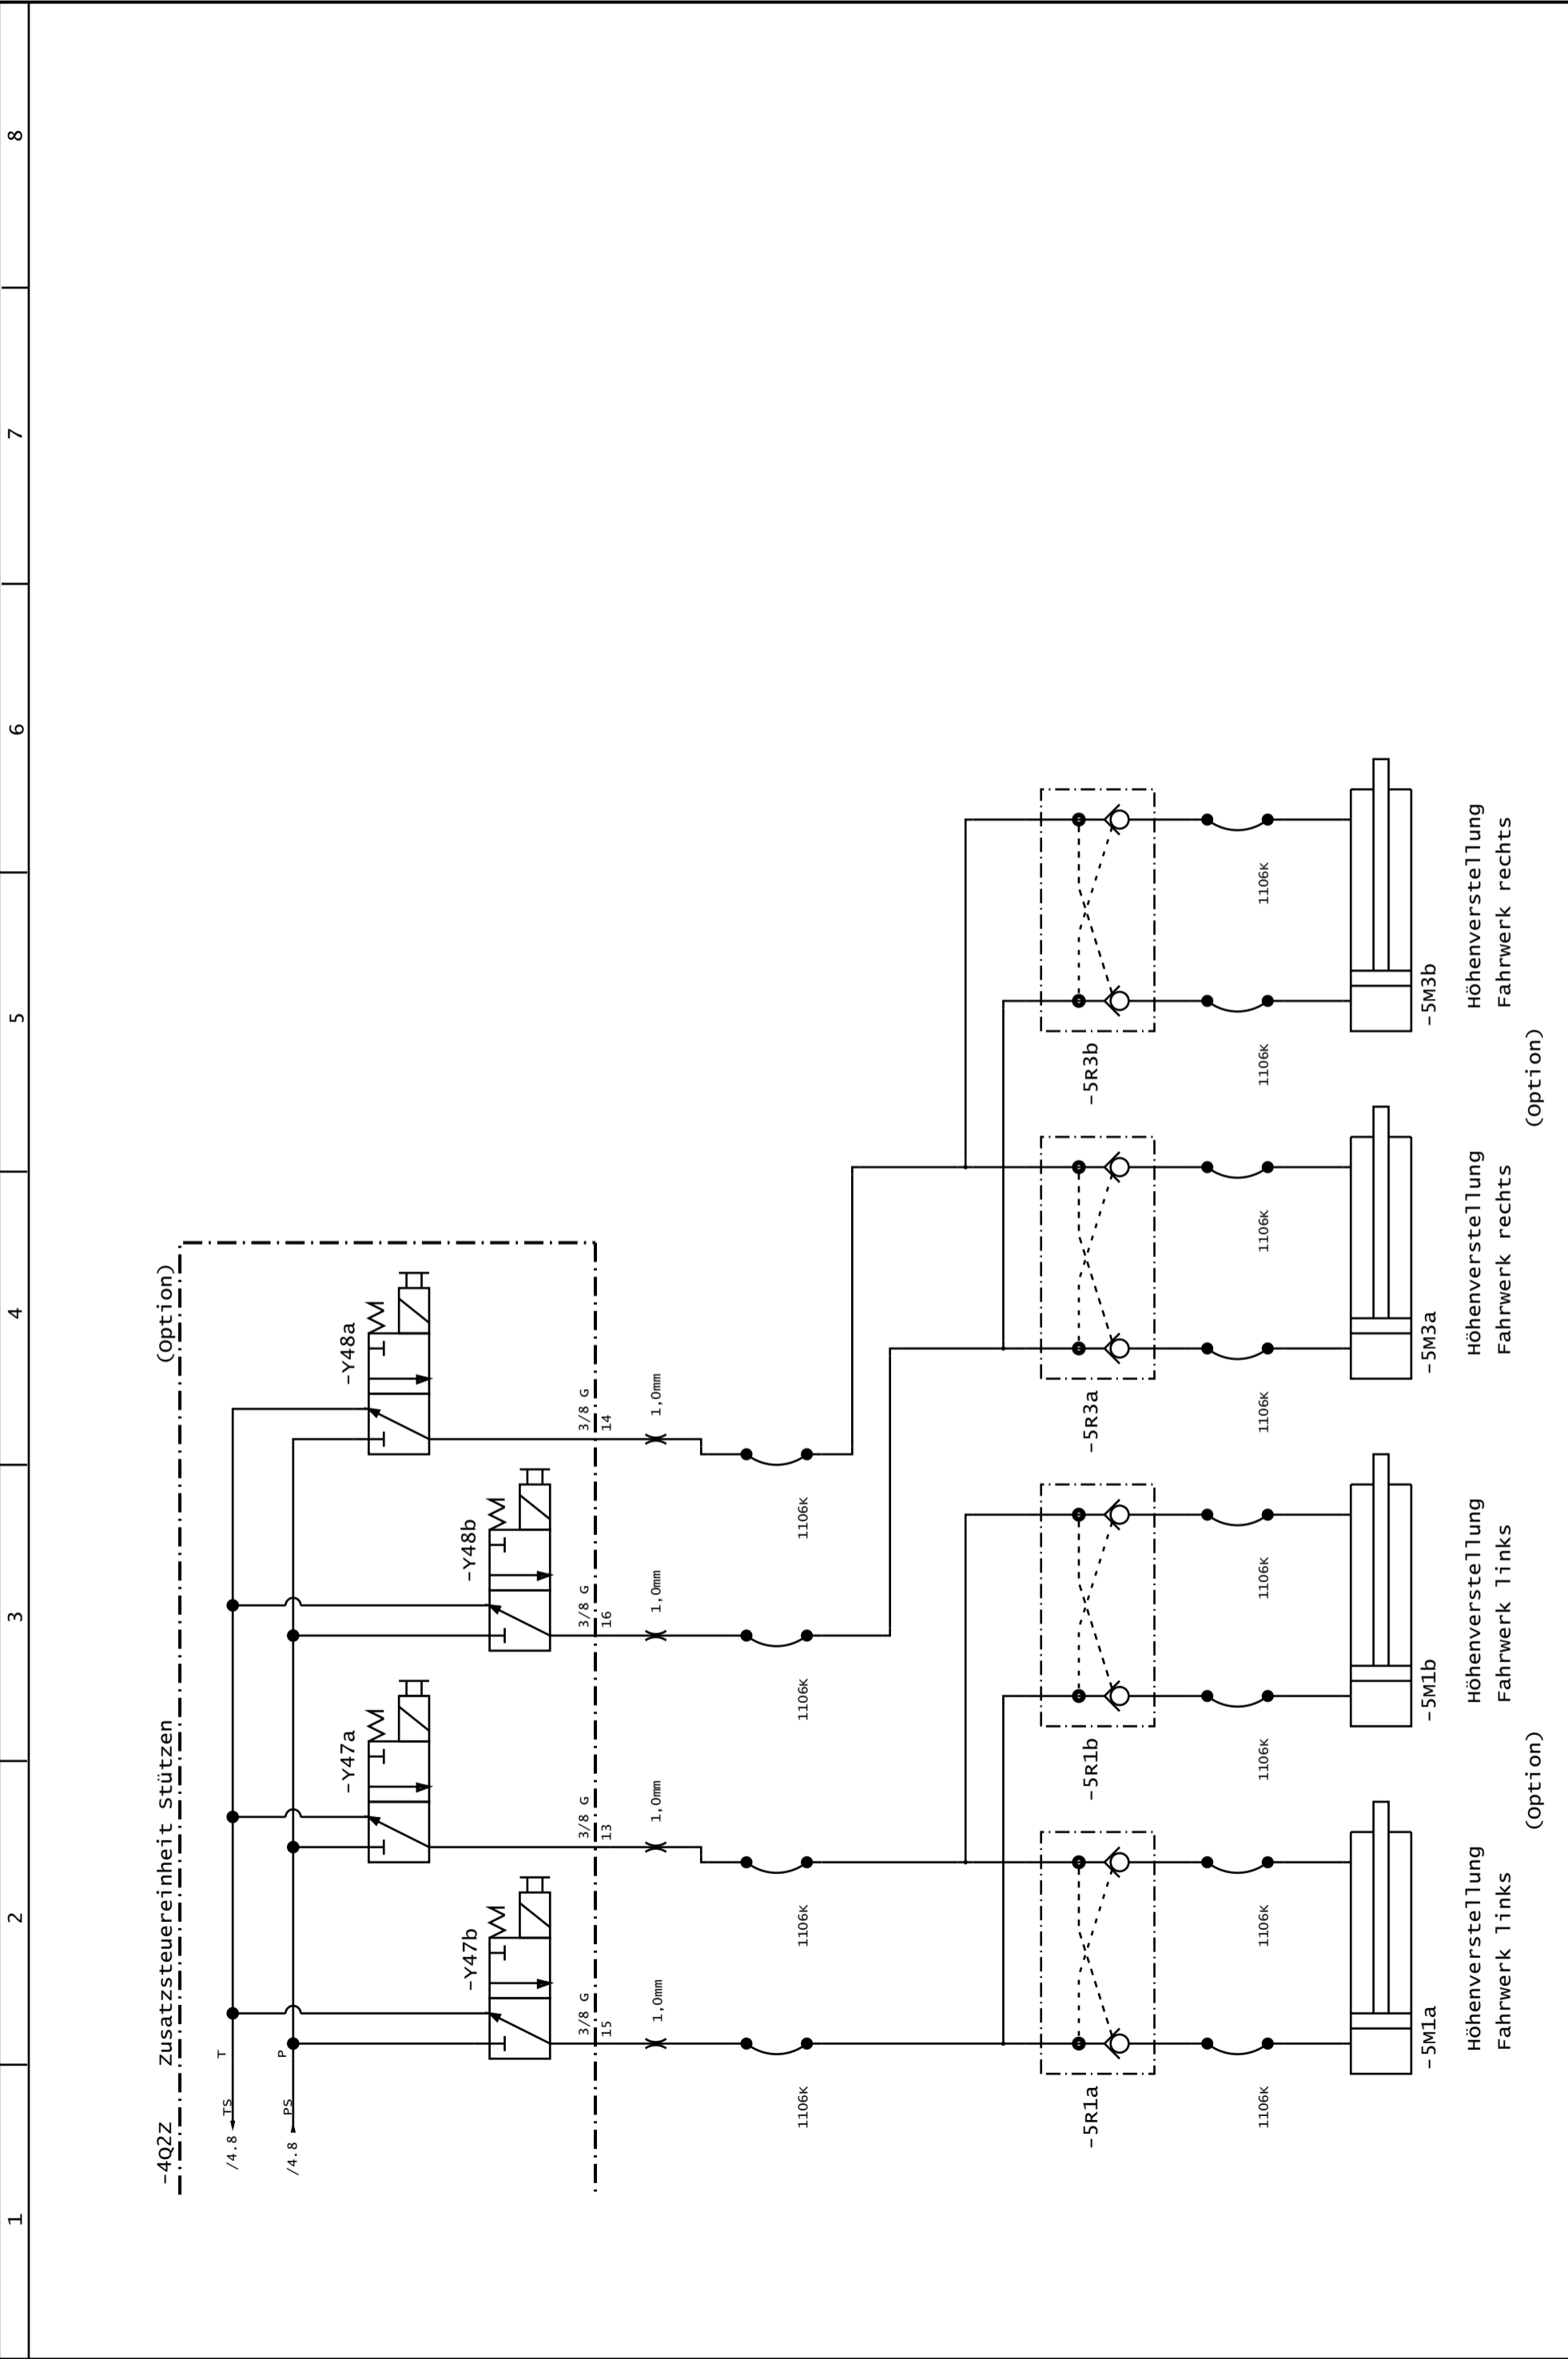 1
2
3
4
5
6
7
8
-4Q2Z
Zusatzsteuereinheit Stützen
(Option)
/4.8
TS
T
/4.8
PS
P
-Y47b
-Y47a
-Y48b
-Y48a
3/8 G
15
3/8 G
13
3/8 G
16
3/8 G
14
1,0mm
1,0mm
1,0mm
1,0mm
1106K
1106K
1106K
1106K
-5R1a
-5R1b
-5R3a
-5R3b
1106K
1106K
1106K
1106K
1106K
1106K
1106K
1106K
-5M1a
-5M1b
-5M3a
-5M3b
Höhenverstellung
Fahrwerk links
Höhenverstellung
Fahrwerk links
Höhenverstellung
Fahrwerk rechts
Höhenverstellung
Fahrwerk rechts
(Option)
(Option)